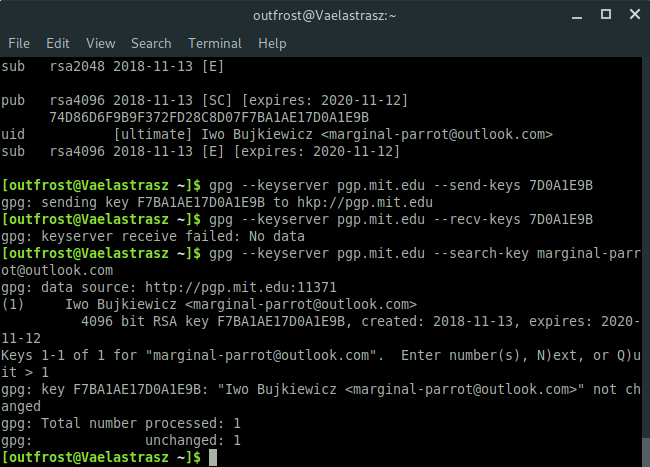 outfrost@Vaelastrasz:~
File Edit View Search Terminal Help
sub   rsa2048 2018-11-13 [E]
pub   rsa4096 2018-11-13 [SC] [expires: 2020-11-12]
      74D86D6F9B9F372FD28C8D07F7BA1AE17D0A1E9B
uid           [ultimate] Iwo Bujkiewicz <marginal-parrot@outlook.com>
sub   rsa4096 2018-11-13 [E] [expires: 2020-11-12]
[outfrost@Vaelastrasz ~]$ gpg --keyserver pgp.mit.edu --send-keys 7D0A1E9B
gpg: sending key F7BA1AE17D0A1E9B to hkp://pgp.mit.edu
[outfrost@Vaelastrasz ~]$ gpg --keyserver pgp.mit.edu --recv-keys 7D0A1E9B
gpg: keyserver receive failed: No data
[outfrost@Vaelastrasz ~]$ gpg --keyserver pgp.mit.edu --search-key marginal-parr
ot@outlook.com
gpg: data source: http://pgp.mit.edu:11371
(1)     Iwo Bujkiewicz <marginal-parrot@outlook.com>
          4096 bit RSA key F7BA1AE17D0A1E9B, created: 2018-11-13, expires: 2020-
11-12
Keys 1-1 of 1 for "marginal-parrot@outlook.com".  Enter number(s), N)ext, or Q)u
it > 1
gpg: key F7BA1AE17D0A1E9B: "Iwo Bujkiewicz <marginal-parrot@outlook.com>" not ch
anged
gpg: Total number processed: 1
gpg:              unchanged: 1
[outfrost@Vaelastrasz ~]$